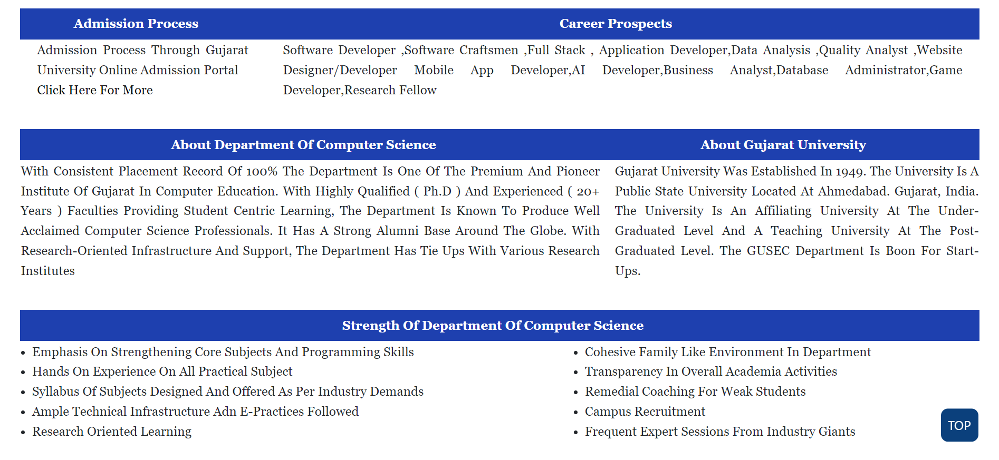 Admission Process
Career Prospects
Admission Process Through Gujarat
University Online Admission Portal
Click Here For More
Software Developer ,Software Craftsmen ,Full Stack , Application Developer,Data Analysis ,Quality Analyst ,Website
Designer/Developer Mobile App Developer,AI Developer,Business Analyst,Database Administrator,Game
Developer,Research Fellow
About Department Of Computer Science
About Gujarat University
With Consistent Placement Record Of 100% The Department Is One Of The Premium And Pioneer
Institute Of Gujarat In Computer Education. With Highly Qualified ( Ph.D ) And Experienced ( 20+
Years ) Faculties Providing Student Centric Learning, The Department Is Known To Produce Well
Acclaimed Computer Science Professionals. It Has A Strong Alumni Base Around The Globe. With
Research-Oriented Infrastructure And Support, The Department Has Tie Ups With Various Research
Institutes
Gujarat University Was Established In 1949. The University Is A
Public State University Located At Ahmedabad. Gujarat, India.
The University Is An Affiliating University At The Under-
Graduated Level And A Teaching University At The Post-
Graduated Level. The GUSEC Department Is Boon For Start-
Ups.
Strength Of Department Of Computer Science
• Emphasis On Strengthening Core Subjects And Programming Skills
• Hands On Experience On All Practical Subject
• Syllabus Of Subjects Designed And Offered As Per Industry Demands
• Ample Technical Infrastructure Adn E-Practices Followed
• Research Oriented Learning
• Cohesive Family Like Environment In Department
• Transparency In Overall Academia Activities
• Remedial Coaching For Weak Students
• Campus Recruitment
• Frequent Expert Sessions From Industry Giants
TOP